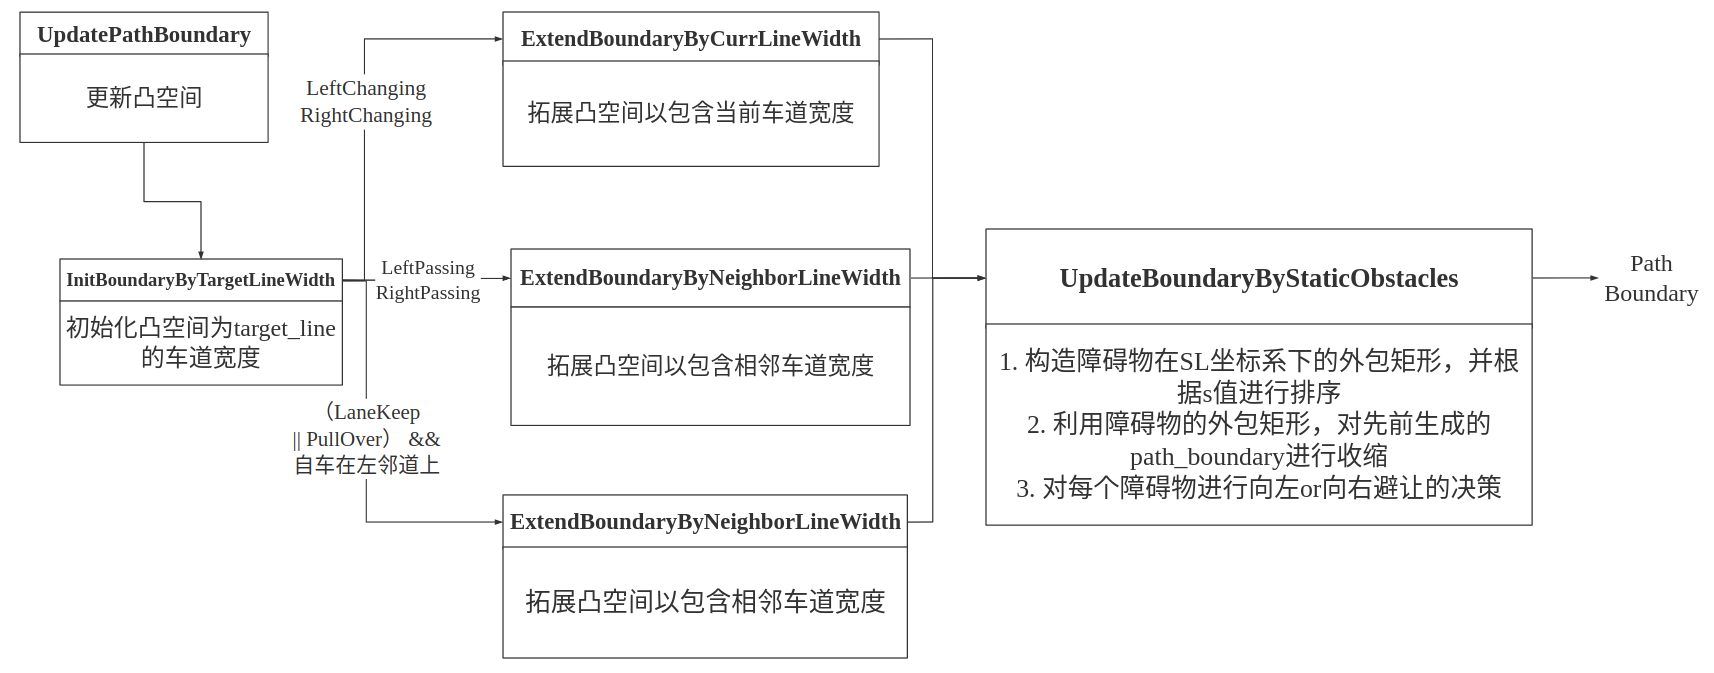 UpdatePathBoundary
更新凸空间
InitBoundaryByTargetLineWidth
初始化凸空间为target_line
的车道宽度
LeftChanging
RightChanging
LeftPassing
RightPassing
（LaneKeep
|| PullOver） &&
自车在左邻道上
ExtendBoundaryByCurrLineWidth
拓展凸空间以包含当前车道宽度
ExtendBoundaryByNeighborLineWidth
拓展凸空间以包含相邻车道宽度
ExtendBoundaryByNeighborLineWidth
拓展凸空间以包含相邻车道宽度
UpdateBoundaryByStaticObstacles
1. 构造障碍物在SL坐标系下的外包矩形，并根
据s值进行排序
2. 利用障碍物的外包矩形，对先前生成的
path_boundary进行收缩
3. 对每个障碍物进行向左or向右避让的决策
Path
Boundary